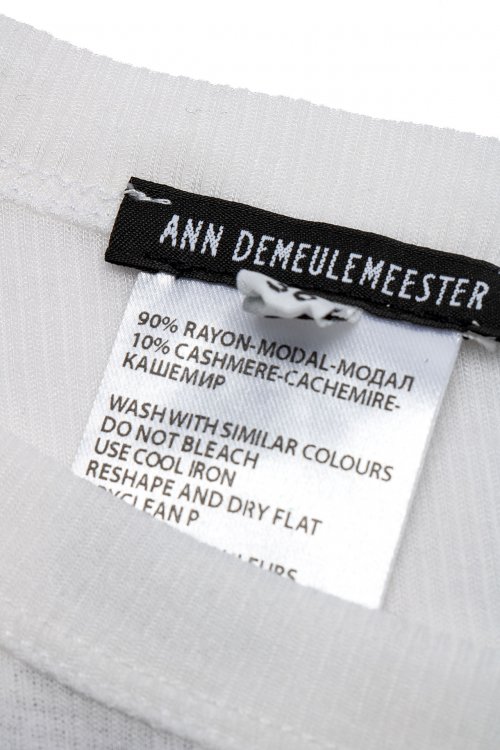 ANN DEMEULEMEESTER
90% RAYON-MODAL-МОДАЛ
10% CASHMERE-CACHEMIRE-
КАШЕМИР
WASH WITH SIMILAR COLOURS
DO NOT BLEACH
USE COOL IRON
RESHAPE AND DRY FLAT
P